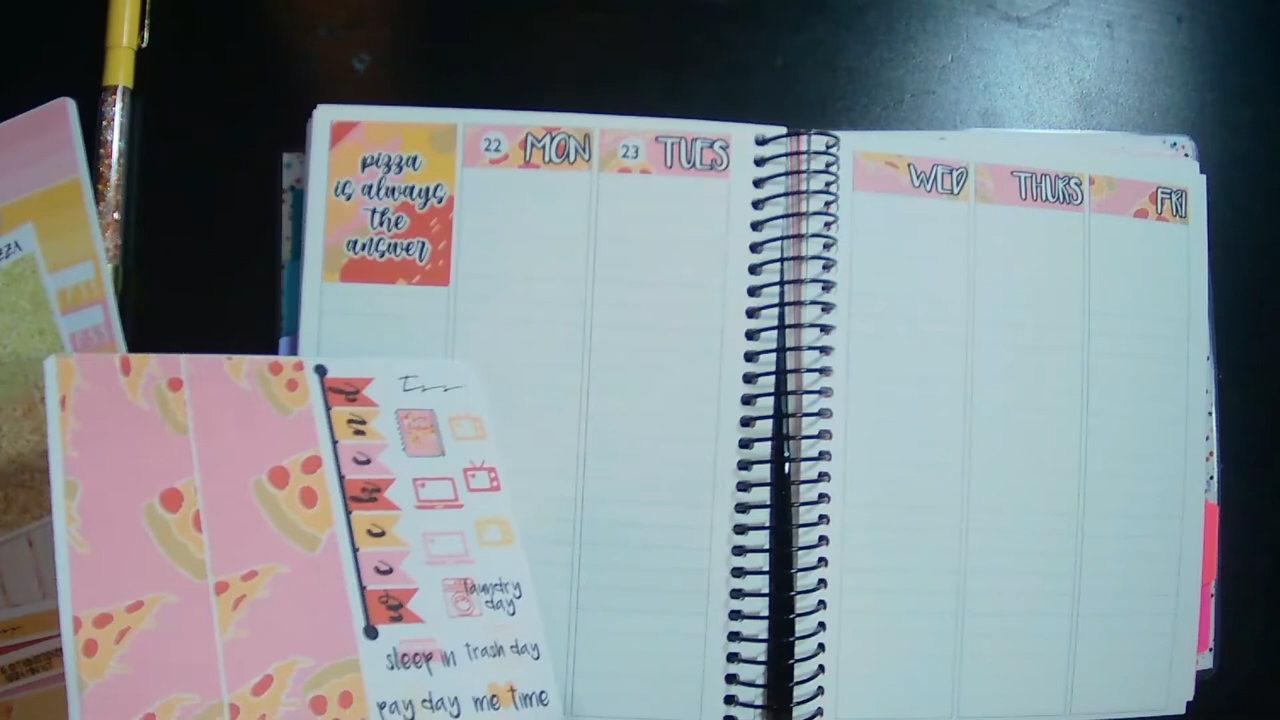 pizza
is always
the
answer
22 MON
23 TUES
WED
THURS
FRI
weekend
laundry
day
sleep in trash day
pay day me time